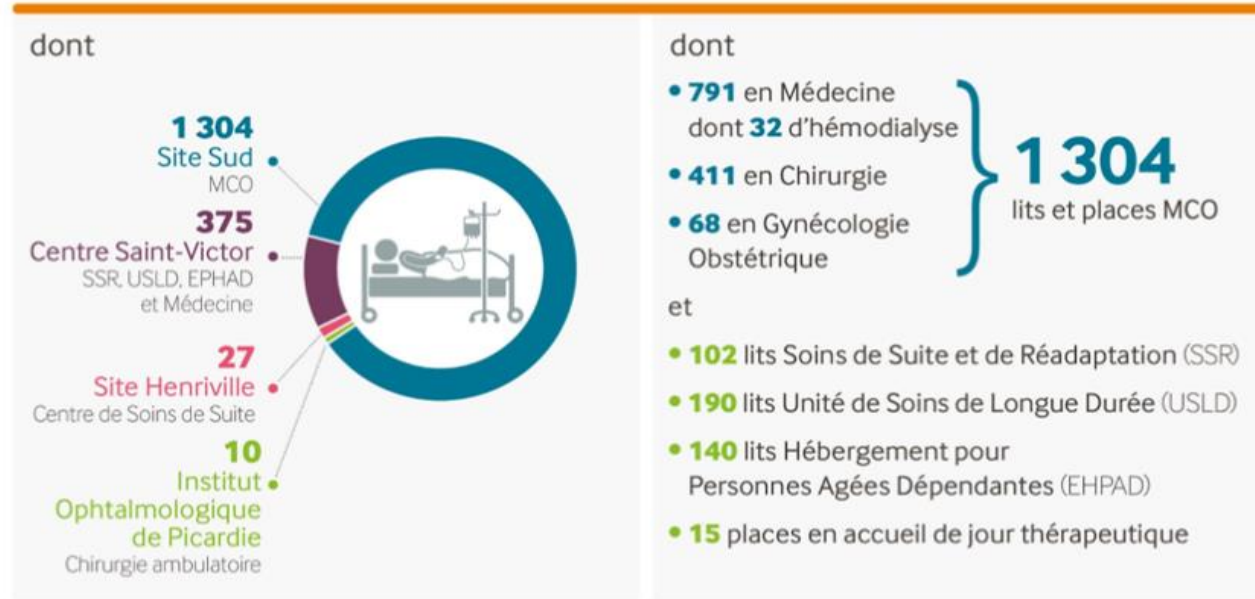 dont
1 304
Site Sud
MCO
375
Centre Saint-Victor
SSR, USLD, EPHAD
et Médecine
27
Site Henriville
Centre de Soins de Suite
10
Institut
Ophtalmologique
de Picardie
Chirurgie ambulatoire
dont
• 791 en Médecine
dont 32 d'hémodialyse
• 411 en Chirurgie
• 68 en Gynécologie
Obstétrique
1 304
lits et places MCO
et
• 102 lits Soins de Suite et de Réadaptation (SSR)
• 190 lits Unité de Soins de Longue Durée (USLD)
• 140 lits Hébergement pour
Personnes Agées Dépendantes (EHPAD)
• 15 places en accueil de jour thérapeutique